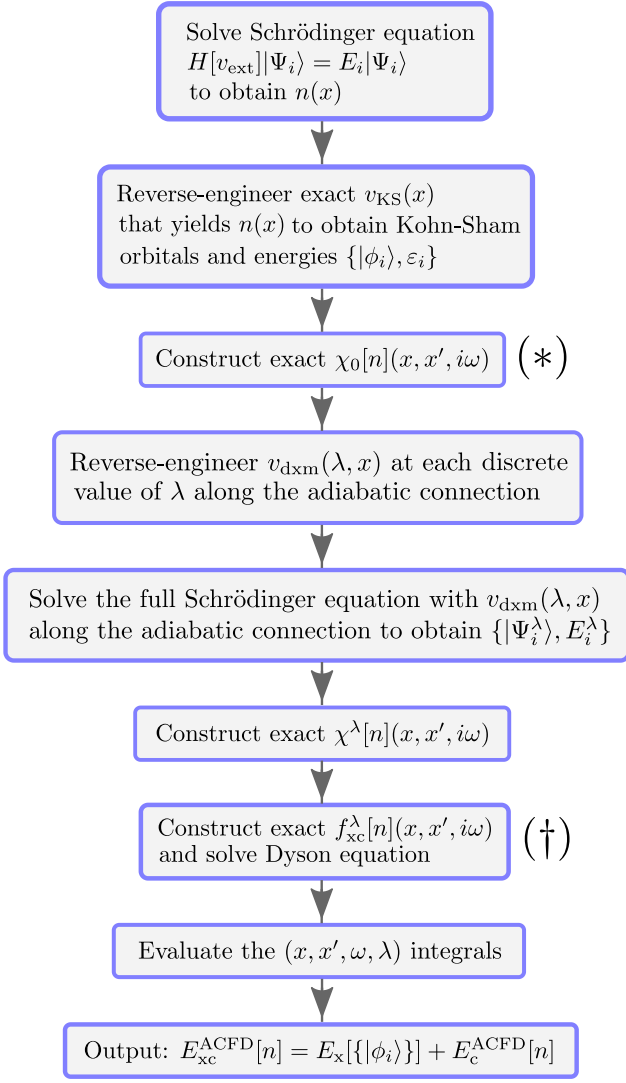 Solve Schrödinger equation
H[v_ext]|Ψ_i⟩ = E_i|Ψ_i⟩
to obtain n(x)
Reverse-engineer exact v_KS(x)
that yields n(x) to obtain Kohn-Sham
orbitals and energies {|ϕ_i⟩, ε_i}
Construct exact χ_0[n](x, x′, iω) (*)
Reverse-engineer v_dxm(λ, x) at each discrete
value of λ along the adiabatic connection
Solve the full Schrödinger equation with v_dxm(λ, x)
along the adiabatic connection to obtain {|Ψ_i^λ⟩, E_i^λ}
Construct exact χ^λ[n](x, x′, iω)
Construct exact f_xc^λ[n](x, x′, iω)
and solve Dyson equation (†)
Evaluate the (x, x′, ω, λ) integrals
Output: E_xc^ACFD[n] = E_x[{|ϕ_i⟩}] + E_c^ACFD[n]